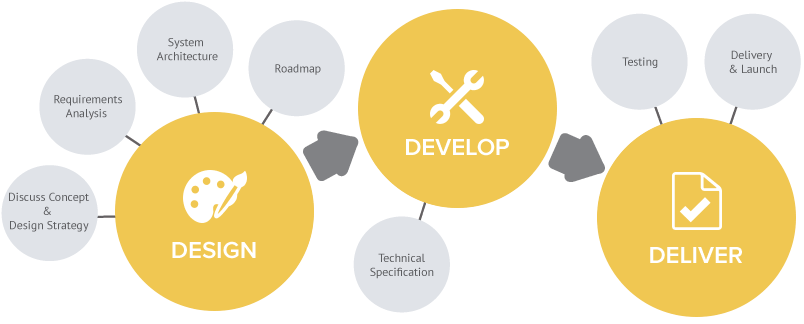 Discuss Concept
&
Design Strategy
Requirements
Analysis
System
Architecture
Roadmap
DESIGN
DEVELOP
Technical
Specification
Testing
Delivery
& Launch
DELIVER